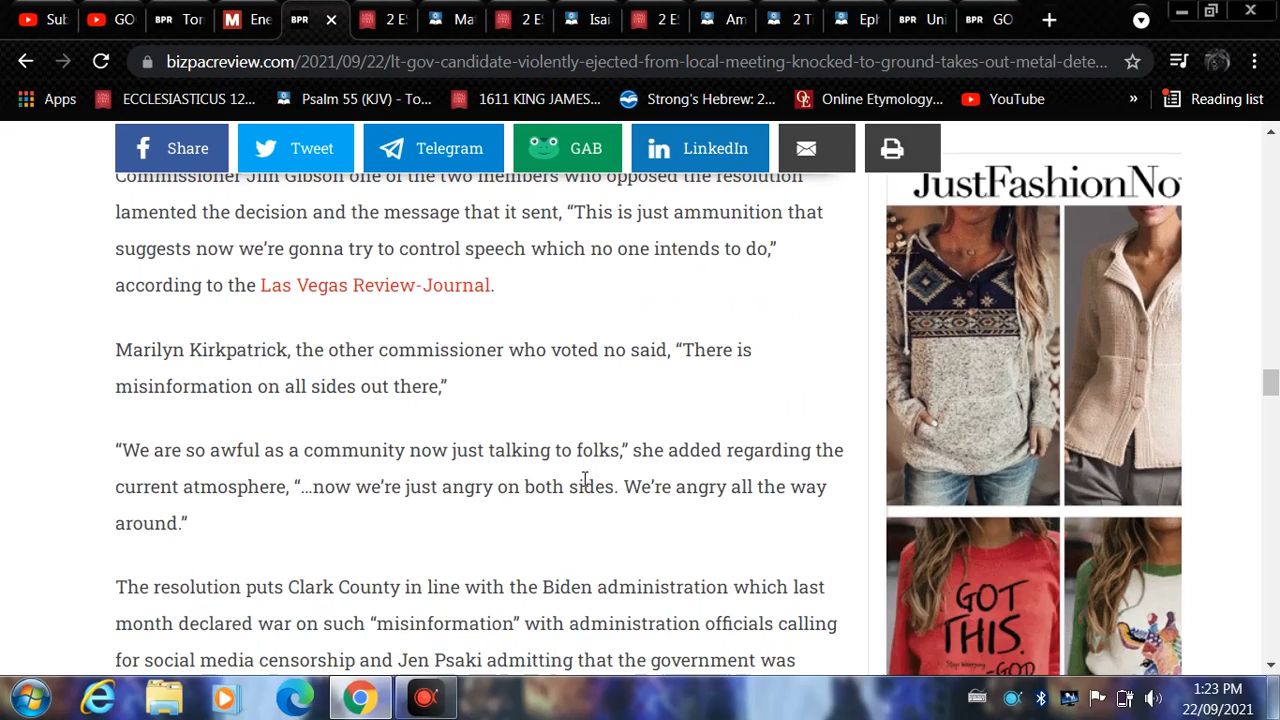 Sub
GO
BPR Tor
M Ene
BPR
2 ES
Ma
2 ES
Isai
2 ES
Am
2 Ti
Eph
BPR Uni
BPR GO
bizpacreview.com/2021/09/22/lt-gov-candidate-violently-ejected-from-local-meeting-knocked-to-ground-takes-out-metal-dete...
Apps
ECCLESIASTICUS 12...
Psalm 55 (KJV) - To...
1611 KING JAMES...
Strong's Hebrew: 2...
OE Online Etymology...
YouTube
»
Reading list
Share
Tweet
Telegram
GAB
LinkedIn
Commissioner Jim Gibson one of the two members who opposed the resolution
lamented the decision and the message that it sent, “This is just ammunition that
suggests now we’re gonna try to control speech which no one intends to do,”
according to the Las Vegas Review-Journal.
Marilyn Kirkpatrick, the other commissioner who voted no said, “There is
misinformation on all sides out there,”
“We are so awful as a community now just talking to folks,” she added regarding the
current atmosphere, “…now we’re just angry on both sides. We’re angry all the way
around.”
The resolution puts Clark County in line with the Biden administration which last
month declared war on such “misinformation” with administration officials calling
for social media censorship and Jen Psaki admitting that the government was
JustFashionNo
GOT
THIS.
-GOD
1:23 PM
22/09/2021